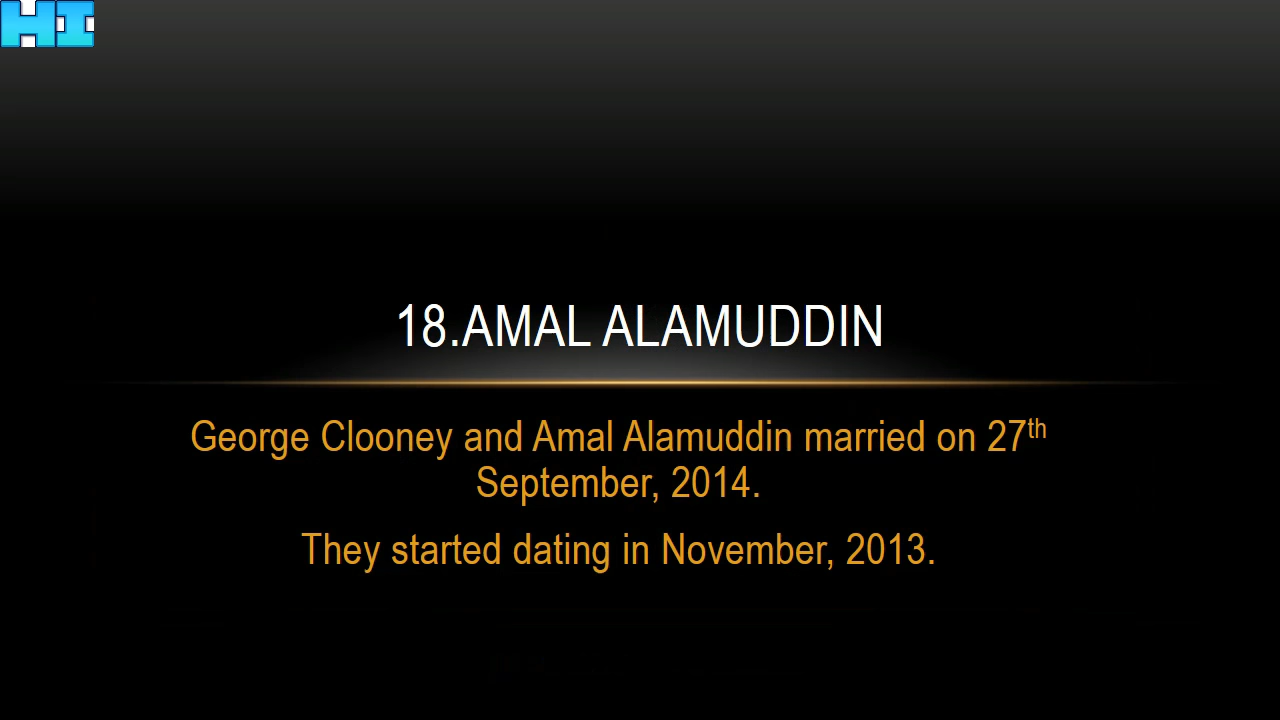 HI
18.AMAL ALAMUDDIN
George Clooney and Amal Alamuddin married on 27th
September, 2014.
They started dating in November, 2013.